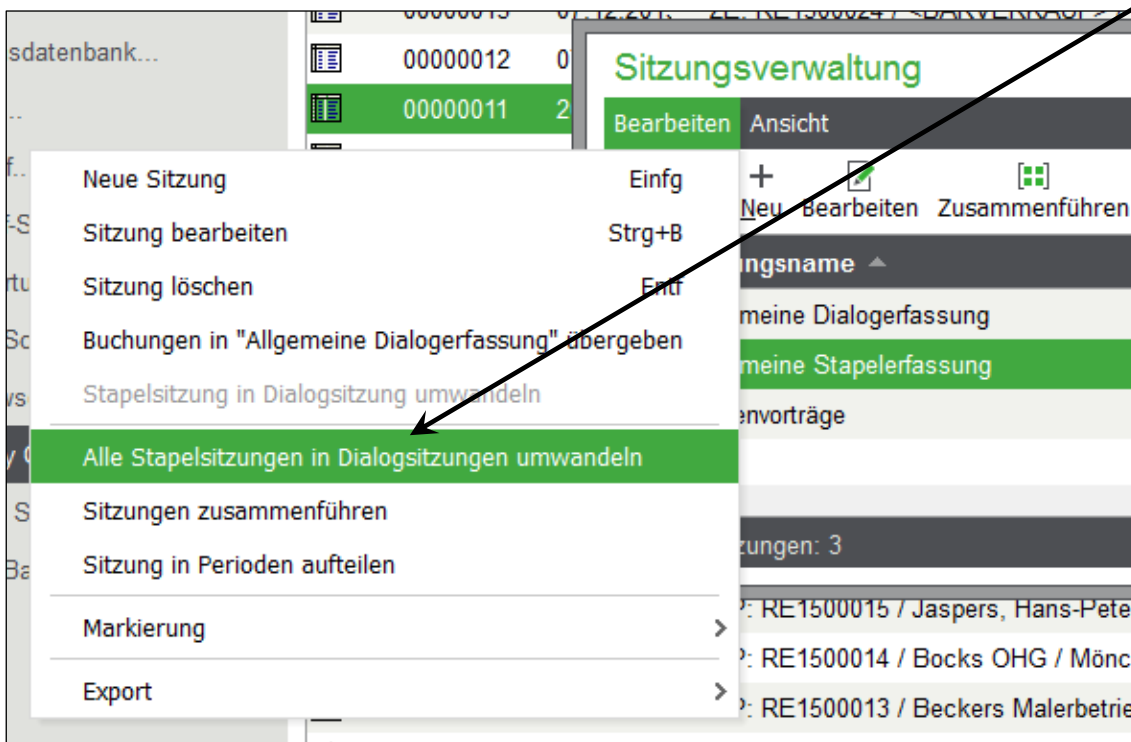 sdatenbank...
00000012 0
Sitzungsverwaltung
00000011 2
Bearbeiten Ansicht
f..
Neue Sitzung Einfg
Neu Bearbeiten Zusammenführen
Sitzung bearbeiten Strg+B
ngsname
Sitzung löschen Entf
meine Dialogerfassung
Buchungen in "Allgemeine Dialogerfassung" übergeben
meine Stapelerfassung
Stapelsitzung in Dialogsitzung umwandeln
envorträge
Alle Stapelsitzungen in Dialogsitzungen umwandeln
Sitzungen zusammenführen
zungen: 3
Sitzung in Perioden aufteilen
P: RE1500015 / Jaspers, Hans-Pete
Markierung
P: RE1500014 / Bocks OHG / Mönc
Export
P: RE1500013 / Beckers Malerbetrie